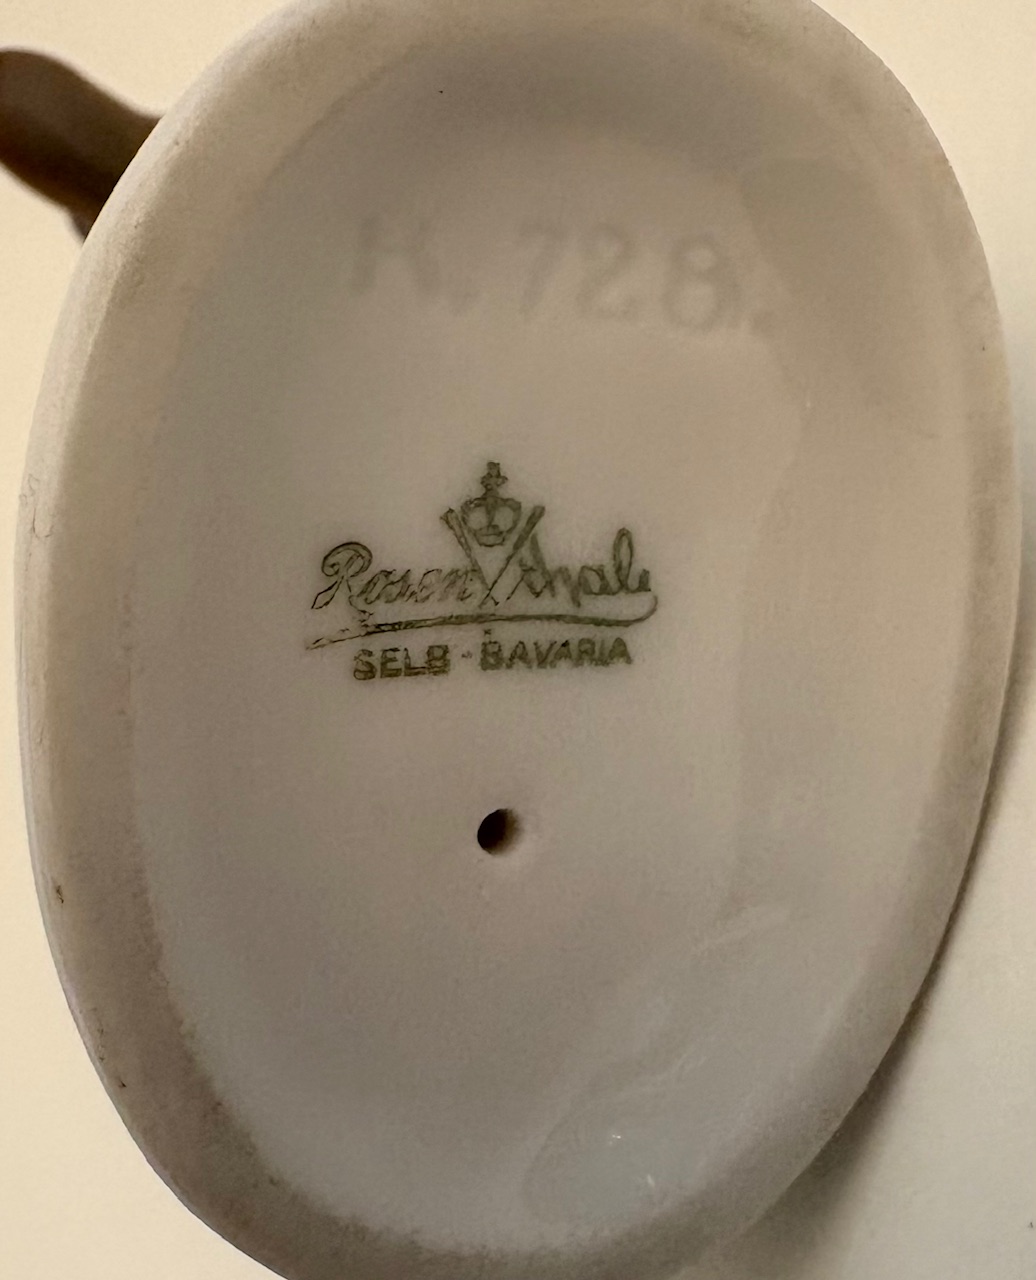 K. 728.
Rosenthal
SELB - BAVARIA